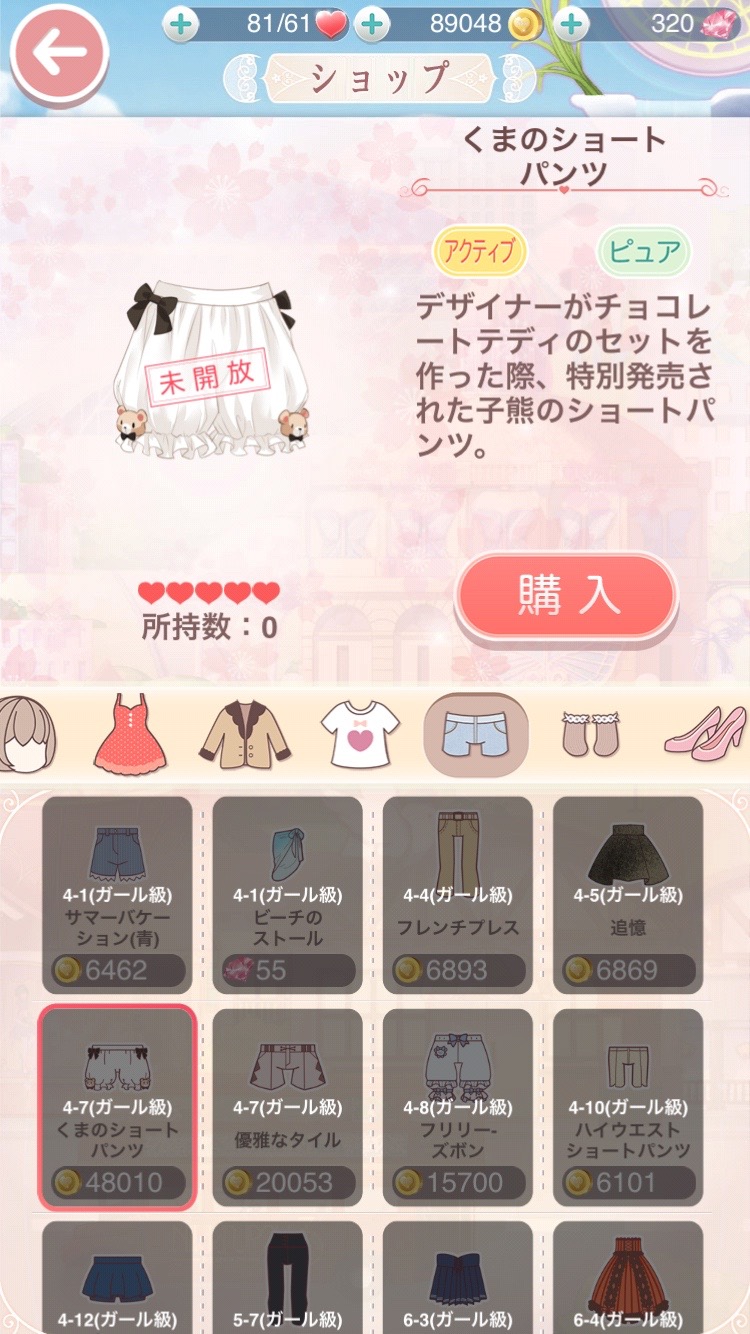 81/61
89048
320
ショップ
くまのショート
パンツ
アクティブ
ピュア
デザイナーがチョコレ
ートテディのセットを
作った際、特別発売さ
れた子熊のショートパ
ンツ。
未開放
所持数：0
購入
4-1(ガール級)
サマーバケー
ション(青)
6462
4-1(ガール級)
ビーチの
ストール
55
4-4(ガール級)
フレンチプレス
6893
4-5(ガール級)
追憶
6869
4-7(ガール級)
くまのショート
パンツ
48010
4-7(ガール級)
優雅なタイル
20053
4-8(ガール級)
フリリー-
ズボン
15700
4-10(ガール級)
ハイウエスト
ショートパンツ
6101
4-12(ガール級)
5-7(ガール級)
6-3(ガール級)
6-4(ガール級)